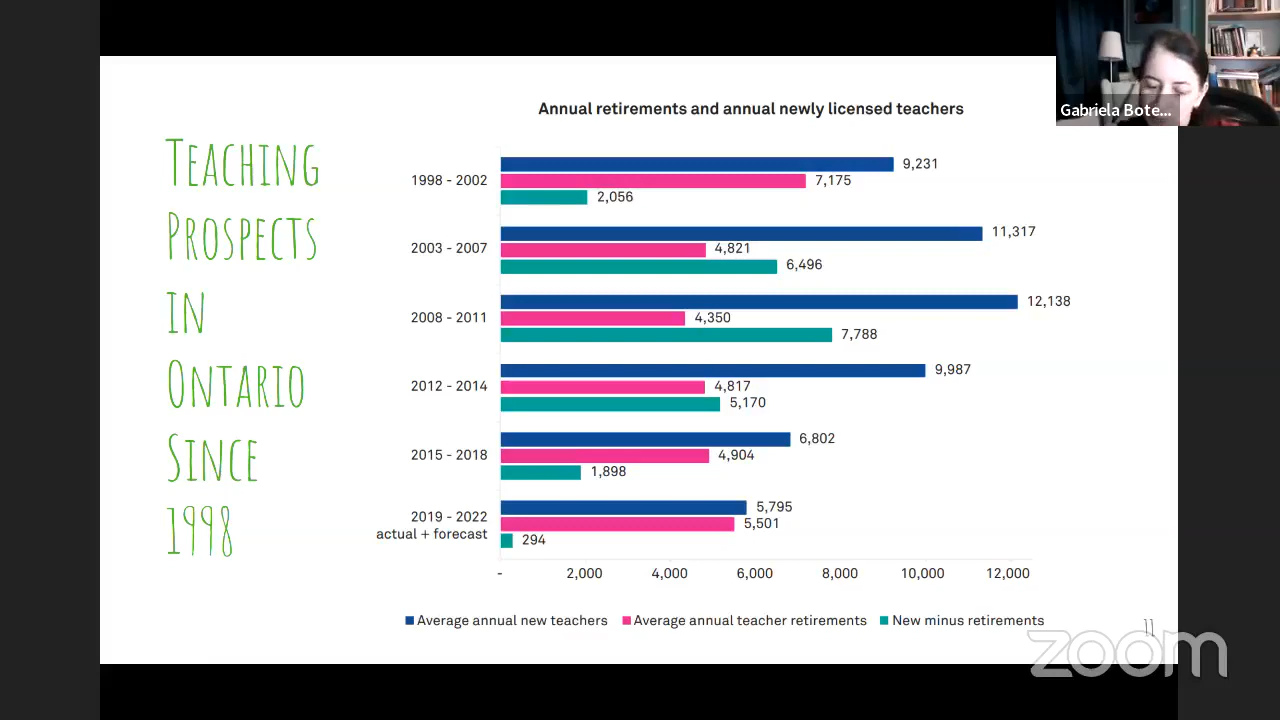 Gabriela Bote...
Annual retirements and annual newly licensed teachers
TEACHING
PROSPECTS
IN
ONTARIO
SINCE
1998
1998 - 2002
9,231
7,175
2,056
2003 - 2007
11,317
4,821
6,496
2008 - 2011
12,138
4,350
7,788
2012 - 2014
9,987
4,817
5,170
2015 - 2018
6,802
4,904
1,898
2019 - 2022
actual + forecast
5,795
5,501
294
- 2,000 4,000 6,000 8,000 10,000 12,000
Average annual new teachers Average annual teacher retirements New minus retirements
11
zoom